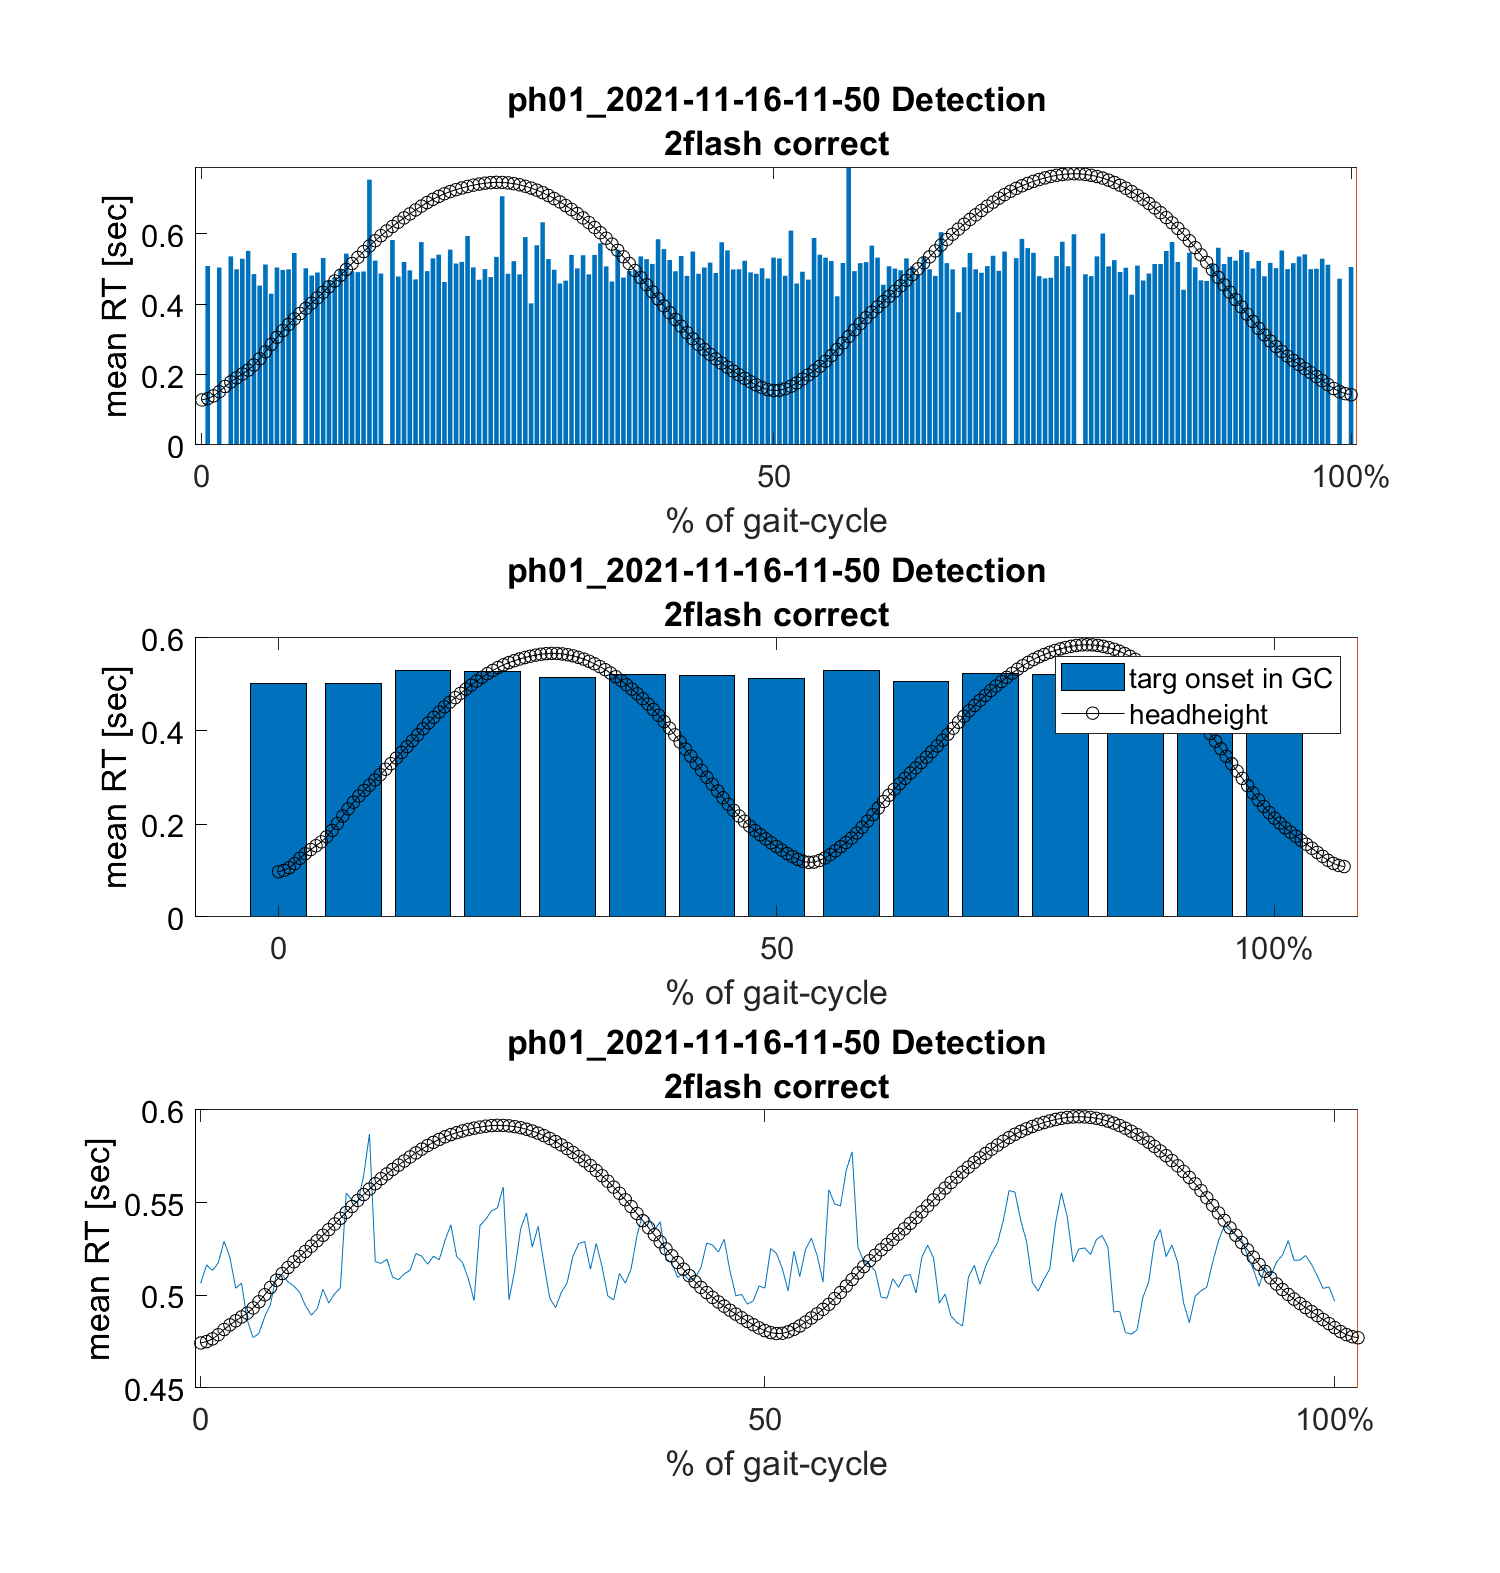 ph01_2021-11-16-11-50 Detection
2flash correct
mean RT [sec]
0.6
0.4
0.2
0
0
50
100%
% of gait-cycle
ph01_2021-11-16-11-50 Detection
2flash correct
mean RT [sec]
0.6
0.4
0.2
0
targ onset in GC
headheight
0
50
100%
% of gait-cycle
ph01_2021-11-16-11-50 Detection
2flash correct
mean RT [sec]
0.6
0.55
0.5
0.45
0
50
100%
% of gait-cycle